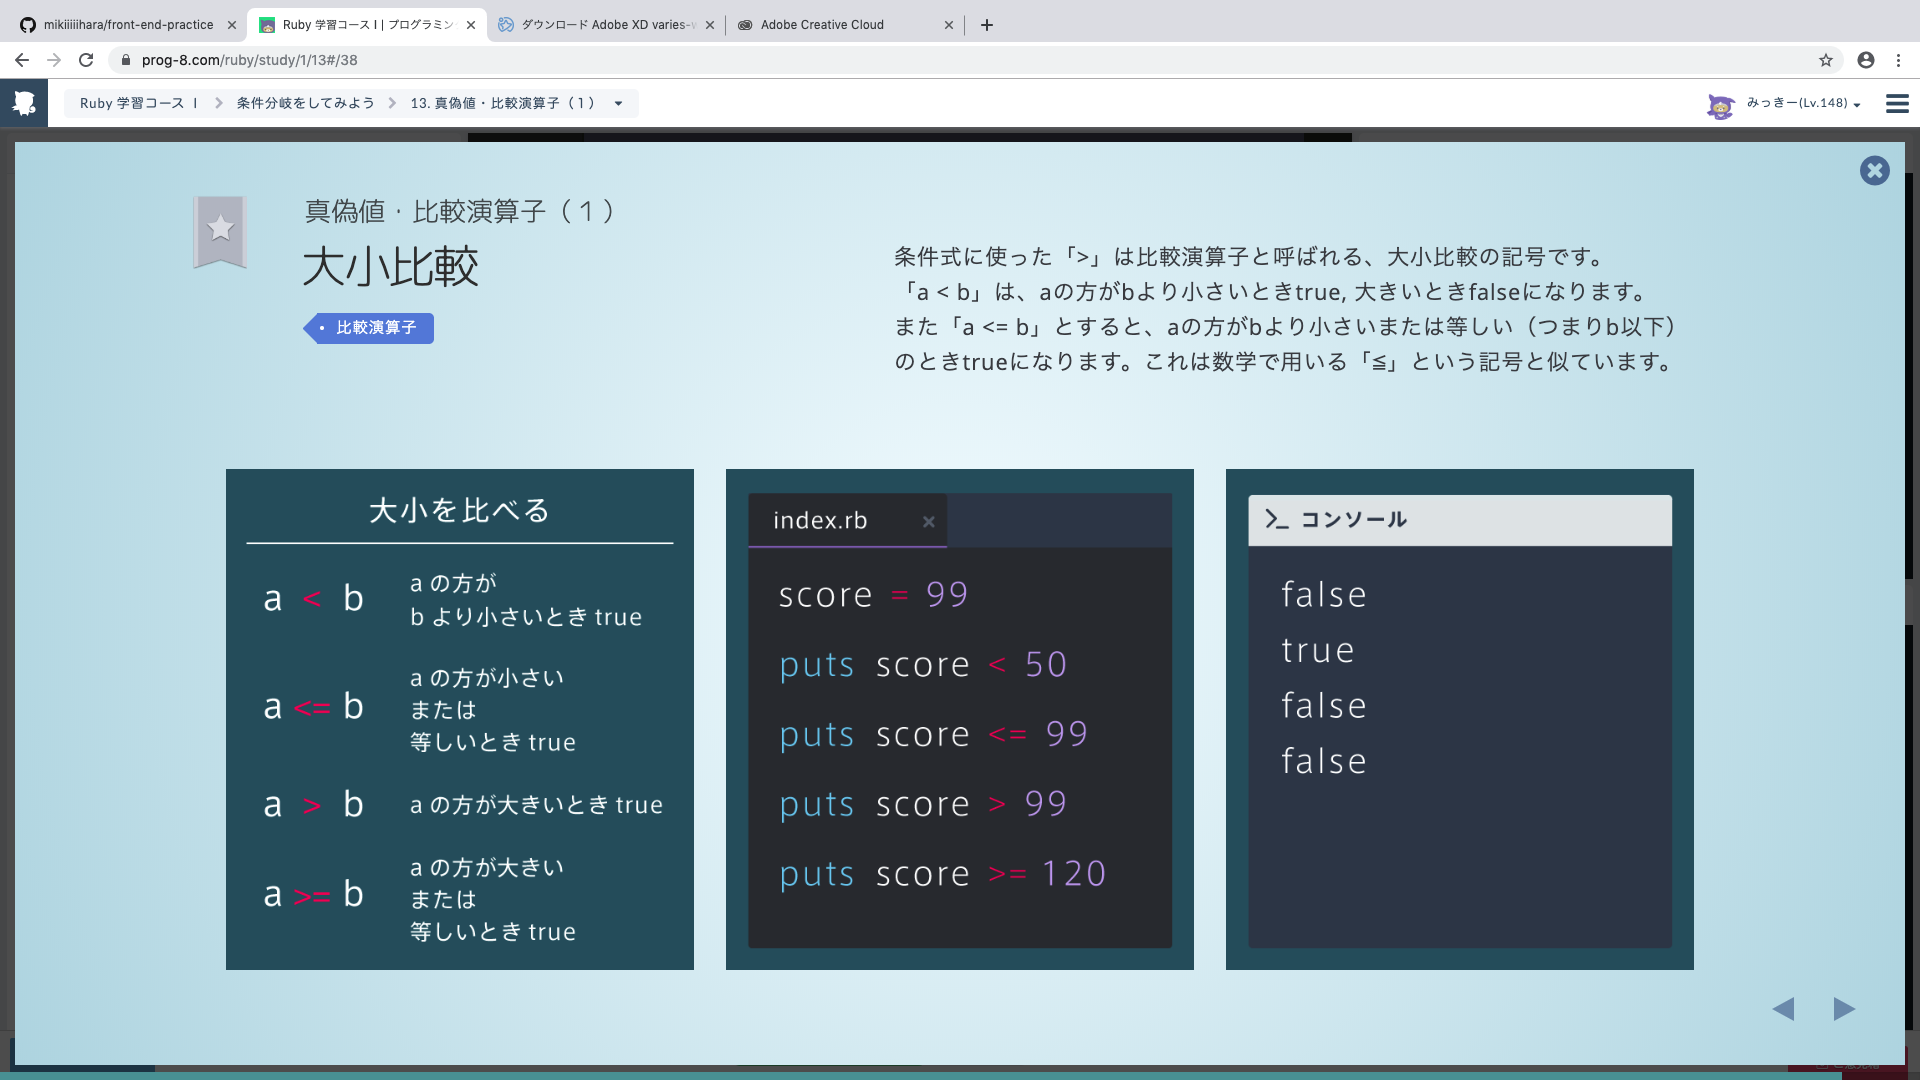 mikiiiiihara/front-end-practice
Ruby 学習コース I | プログラミン
ダウンロード Adobe XD varies-w
Adobe Creative Cloud
prog-8.com/ruby/study/1/13#/38
Ruby 学習コース I
条件分岐をしてみよう
13. 真偽値・比較演算子（１）
みっきー(Lv.148)
真偽値・比較演算子（１）
大小比較
・ 比較演算子
条件式に使った「>」は比較演算子と呼ばれる、大小比較の記号です。
「a < b」は、aの方がbより小さいときtrue, 大きいときfalseになります。
また「a <= b」とすると、aの方がbより小さいまたは等しい（つまりb以下）
のときtrueになります。これは数学で用いる「≦」という記号と似ています。
大小を比べる
a < b
a の方が
b より小さいとき true
a <= b
a の方が小さい
または
等しいとき true
a > b
a の方が大きいとき true
a >= b
a の方が大きい
または
等しいとき true
index.rb
score = 99
puts score < 50
puts score <= 99
puts score > 99
puts score >= 120
コンソール
false
true
false
false